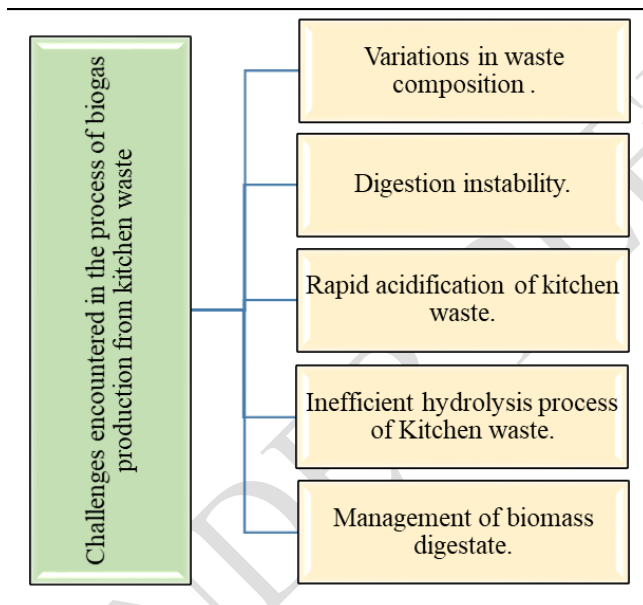 Challenges encountered in the process of biogas
production from kitchen waste
Variations in waste
composition .
Digestion instability.
Rapid acidification of kitchen
waste.
Inefficient hydrolysis process
of Kitchen waste.
Management of biomass
digestate.